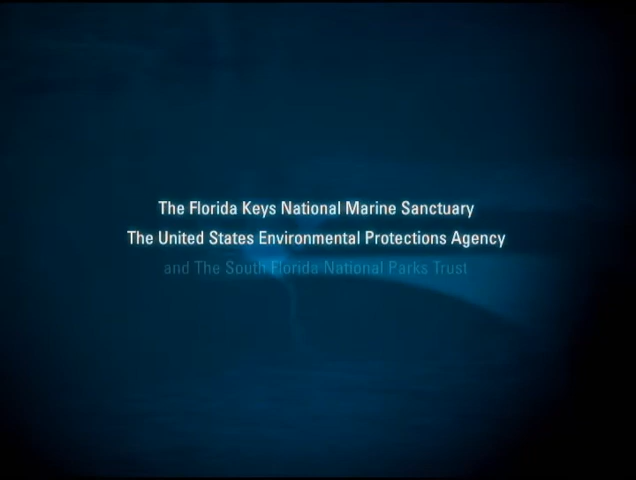 The Florida Keys National Marine Sanctuary
The United States Environmental Protections Agency
and The South Florida National Parks Trust